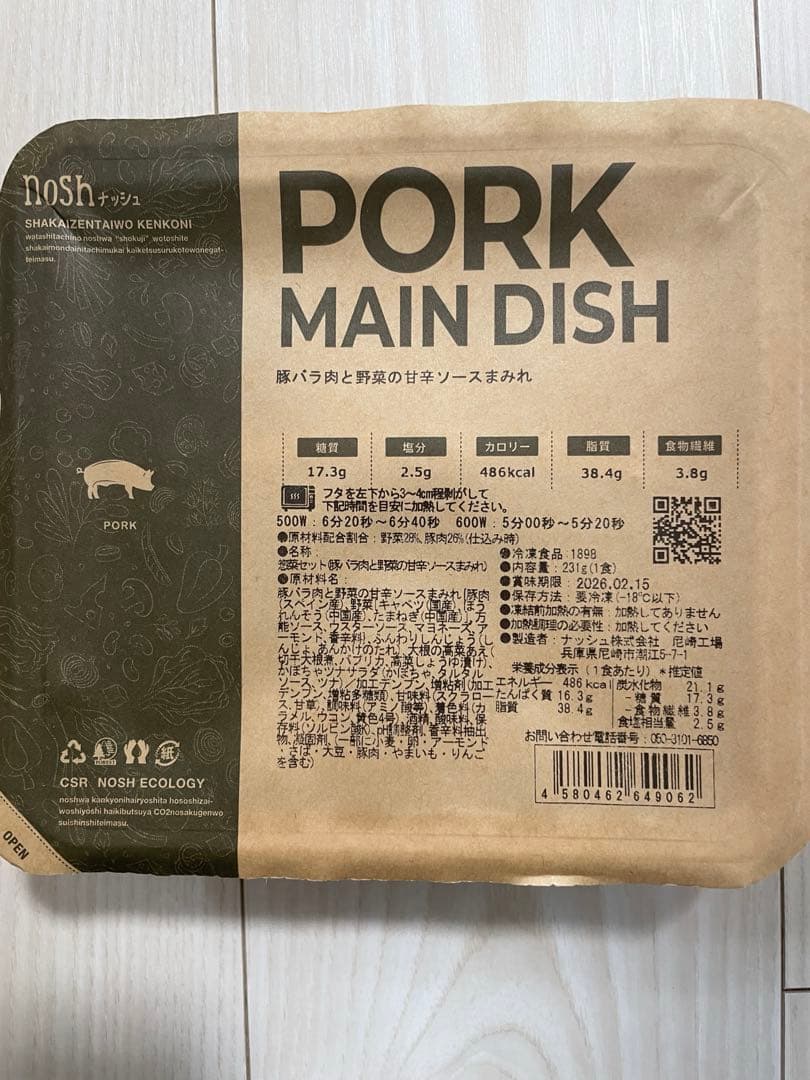 nosh ナッシュ
SHAKAIZENTAIWO KENKONI
watashitachino noshwa "shokuji" wotoshite
shakaimondainitachimukai kaiketsusurukotowonegat-
teimasu.
PORK
MAIN DISH
豚バラ肉と野菜の甘辛ソースまみれ
糖質 塩分 カロリー 脂質 食物繊維
17.3g 2.5g 486kcal 38.4g 3.8g
フタを左下から3〜4cm程剥がして
下記時間を目安に加熱してください。
500W：6分20秒〜6分40秒 600W：5分00秒〜5分20秒
●原材料配合割合：野菜28%、豚肉26%(仕込み時)
●名称：
惣菜セット(豚バラ肉と野菜の甘辛ソースまみれ)
●原材料名：
豚バラ肉と野菜の甘辛ソースまみれ[豚肉
(スペイン産)、野菜[キャベツ(国産)、ほう
れんそう(中国産)、たまねぎ(中国産)]、万
能ソース、ウスターソース、マヨネーズ、ア
ーモンド、香辛料]、ふんわりしんじょう(し
んじょ、あんかけのたれ)、大根の高菜あえ(
切干大根煮、パプリカ、高菜しょうゆ漬け)、
かぼちゃツナサラダ(かぼちゃ、タルタル
ソース、ツナ)／加工デンプン、増粘剤(加工
デンプン、増粘多糖類)、甘味料(スクラロー
ス、甘草)、調味料(アミノ酸等)、着色料(カ
ラメル、ウコン、黄色4号)、酒精、酸味料、保
存料(ソルビン酸K)、pH調整剤、香辛料抽出
物、凝固剤、(一部に小麦・卵・アーモンド
・さば・大豆・豚肉・やまいも・りんご
を含む)
●冷凍食品：1898
●内容量：231g(1食)
●賞味期限：2026.02.15
●保存方法：要冷凍(-18℃以下)
●凍結前加熱の有無：加熱してありません
●加熱調理の必要性：加熱してください
●製造者：ナッシュ株式会社 尼崎工場
兵庫県尼崎市潮江5-7-1
栄養成分表示(1食あたり)＊推定値
エネルギー 486kcal
たんぱく質 16.3g
脂質 38.4g
炭水化物 21.1g
-糖質 17.3g
-食物繊維 3.8g
食塩相当量 2.5g
お問い合わせ電話番号：050-3101-6850
4 580462 649062
PORK
紙
CSR NOSH ECOLOGY
noshwa kankyonihairyoshita hososhizai-
woshiyoshi haikibutsuya CO2nosakugenwo
suishinshiteimasu.
OPEN